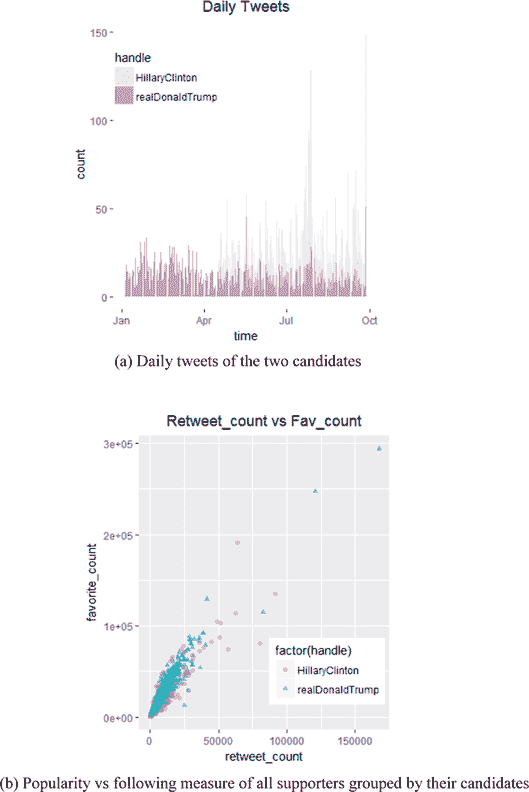 Daily Tweets
150
handle
HillaryClinton
realDonaldTrump
100
count
50
0
Jan Apr Jul Oct
time
(a) Daily tweets of the two candidates
Retweet_count vs Fav_count
3e+05
2e+05
favorite_count
1e+05
factor(handle)
HillaryClinton
realDonaldTrump
0e+00
0 50000 100000 150000
retweet_count
(b) Popularity vs following measure of all supporters grouped by their candidates